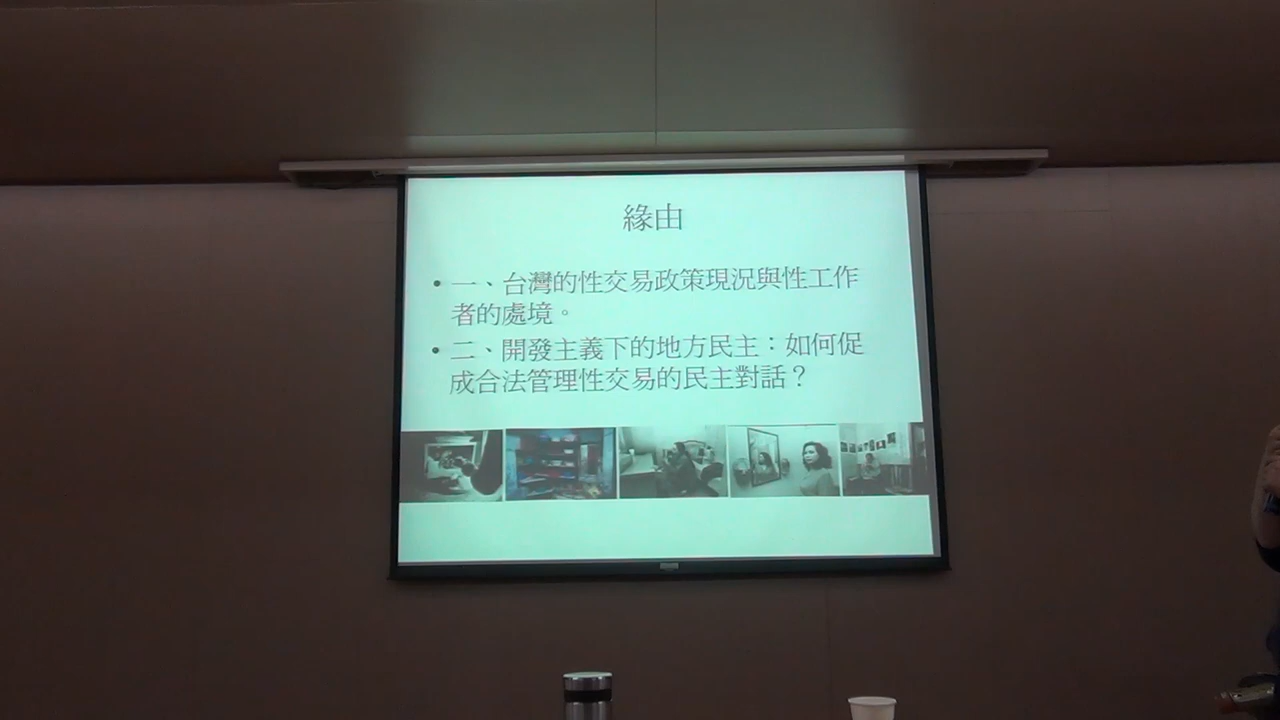 緣由
• 一、台灣的性交易政策現況與性工作
者的處境。
• 二、開發主義下的地方民主：如何促
成合法管理性交易的民主對話？